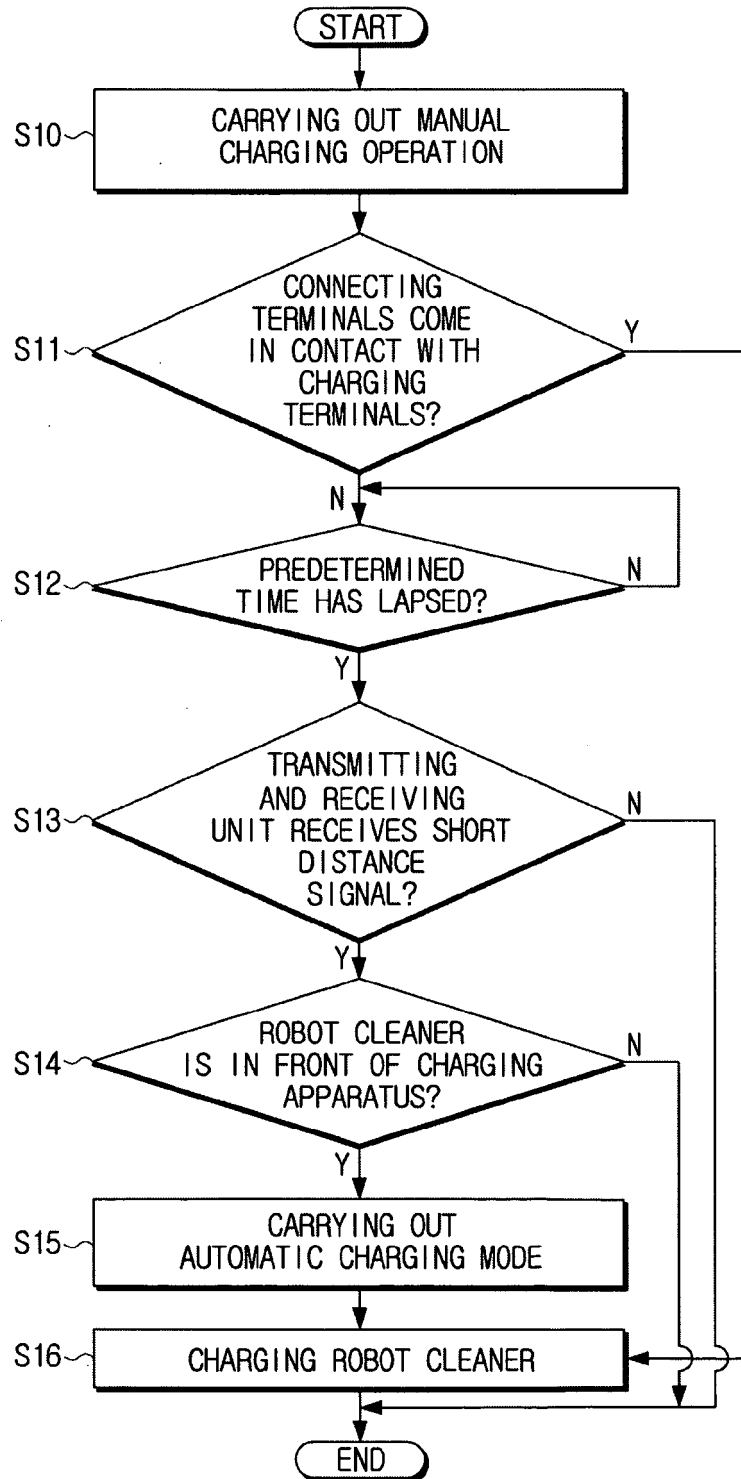 START
S10
CARRYING OUT MANUAL
CHARGING OPERATION
S11
CONNECTING
TERMINALS COME
IN CONTACT WITH
CHARGING
TERMINALS?
Y
N
S12
PREDETERMINED
TIME HAS LAPSED?
N
Y
S13
TRANSMITTING
AND RECEIVING
UNIT RECEIVES SHORT
DISTANCE
SIGNAL?
N
Y
S14
ROBOT CLEANER
IS IN FRONT OF CHARGING
APPARATUS?
N
Y
S15
CARRYING OUT
AUTOMATIC CHARGING MODE
S16
CHARGING ROBOT CLEANER
END